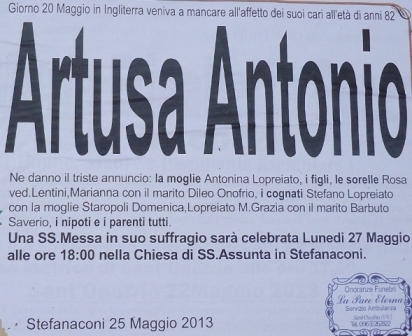 Giorno 20 Maggio in Ingliterra veniva a mancare all'affetto dei suoi cari all'età di anni 82
Artusa Antonio
Ne danno il triste annuncio: la moglie Antonina Lopreiato, i figli, le sorelle Rosa
ved.Lentini,Marianna con il marito Dileo Onofrio, i cognati Stefano Lopreiato
con la moglie Staropoli Domenica,Lopreiato M.Grazia con il marito Barbuto
Saverio, i nipoti e i parenti tutti.
Una SS.Messa in suo suffragio sarà celebrata Lunedi 27 Maggio
alle ore 18:00 nella Chiesa di SS.Assunta in Stefanaconi.
Onoranze Funebri
La Pace Eterna
Servizio Ambulanza
Stefanaconi 25 Maggio 2013